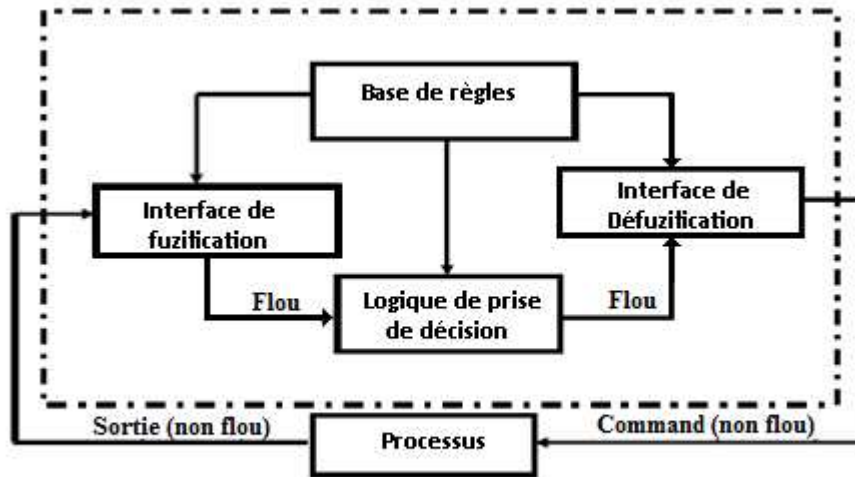 Base de règles
Interface de
fuzification
Interface de
Défuzification
Flou
Logique de prise
de décision
Flou
Sortie (non flou)
Processus
Command (non flou)